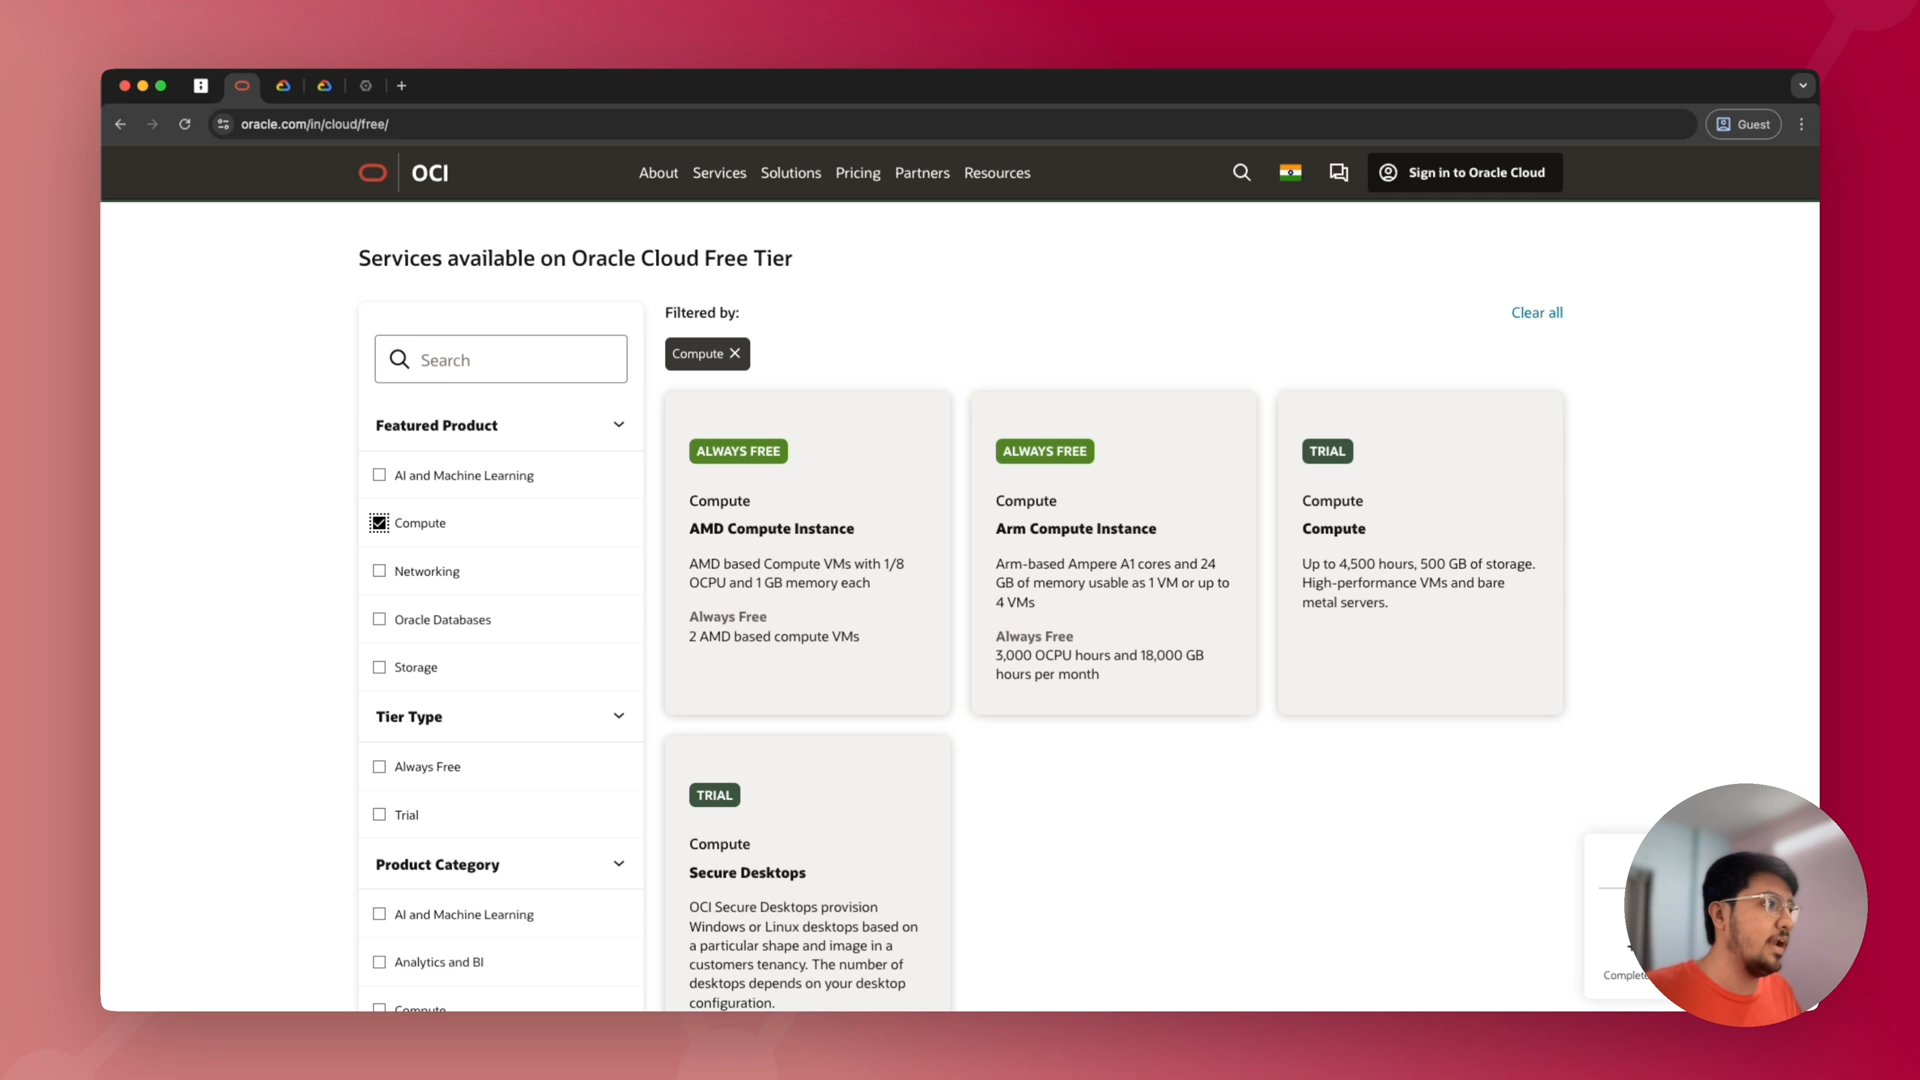 oracle.com/in/cloud/free/
Guest
OCI
About
Services
Solutions
Pricing
Partners
Resources
Sign in to Oracle Cloud
Services available on Oracle Cloud Free Tier
Search
Featured Product
AI and Machine Learning
Compute
Networking
Oracle Databases
Storage
Tier Type
Always Free
Trial
Product Category
AI and Machine Learning
Analytics and BI
Compute
Filtered by:
Clear all
Compute
ALWAYS FREE
Compute
AMD Compute Instance
AMD based Compute VMs with 1/8
OCPU and 1 GB memory each
Always Free
2 AMD based compute VMs
ALWAYS FREE
Compute
Arm Compute Instance
Arm-based Ampere A1 cores and 24
GB of memory usable as 1 VM or up to
4 VMs
Always Free
3,000 OCPU hours and 18,000 GB
hours per month
TRIAL
Compute
Compute
Up to 4,500 hours, 500 GB of storage.
High-performance VMs and bare
metal servers.
TRIAL
Compute
Secure Desktops
OCI Secure Desktops provision
Windows or Linux desktops based on
a particular shape and image in a
customers tenancy. The number of
desktops depends on your desktop
configuration.